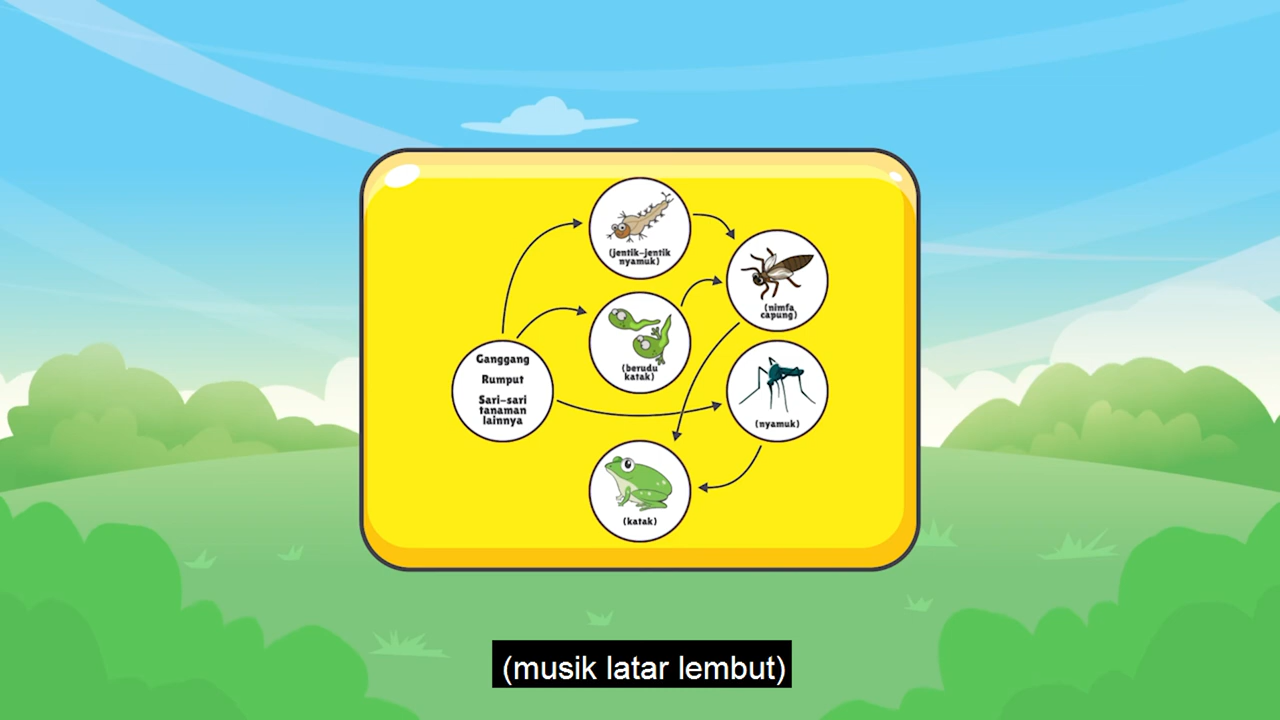 (jentik-jentik
nyamuk)
(nimfa
capung)
(berudu
katak)
Ganggang
Rumput
Sari-sari
tanaman
lainnya
(nyamuk)
(katak)
(musik latar lembut)